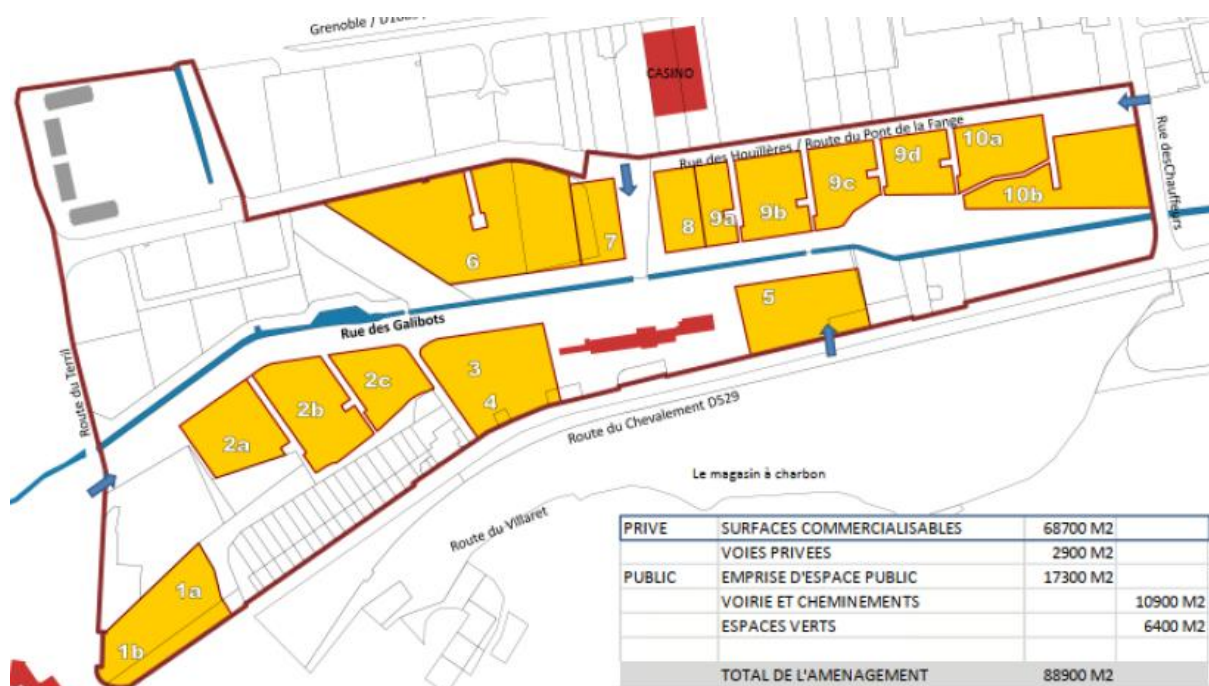 Grenoble /
CASINO
Rue des Houillères / Route du Pont de la Fange
Rue desChauffeurs
10a
9d
9c
9b
9a
8
7
6
10b
5
Rue des Galibots
Route du Terril
2c
2b
2a
3
4
Route du Chevalement D529
Le magasin à charbon
Route du Villaret
1a
1b
PRIVE SURFACES COMMERCIALISABLES 68700 M2
VOIES PRIVEES 2900 M2
PUBLIC EMPRISE D'ESPACE PUBLIC 17300 M2
VOIRIE ET CHEMINEMENTS 10900 M2
ESPACES VERTS 6400 M2
TOTAL DE L'AMENAGEMENT 88900 M2